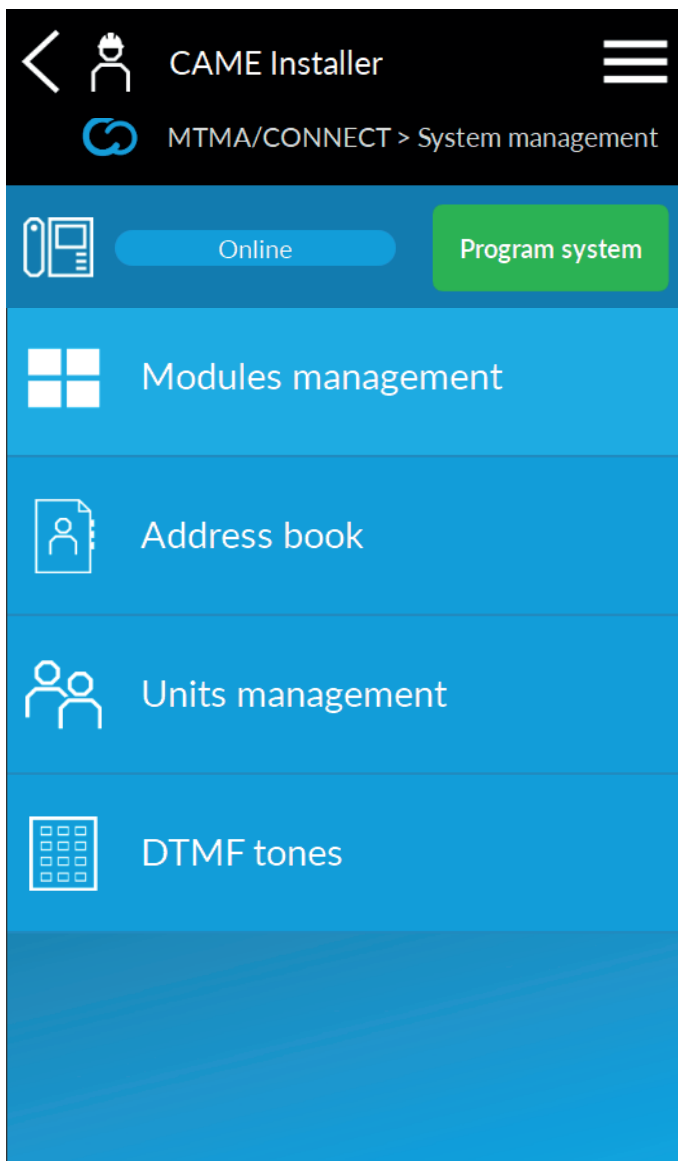 CAME Installer
MTMA/CONNECT > System management
Online
Program system
Modules management
Address book
Units management
DTMF tones